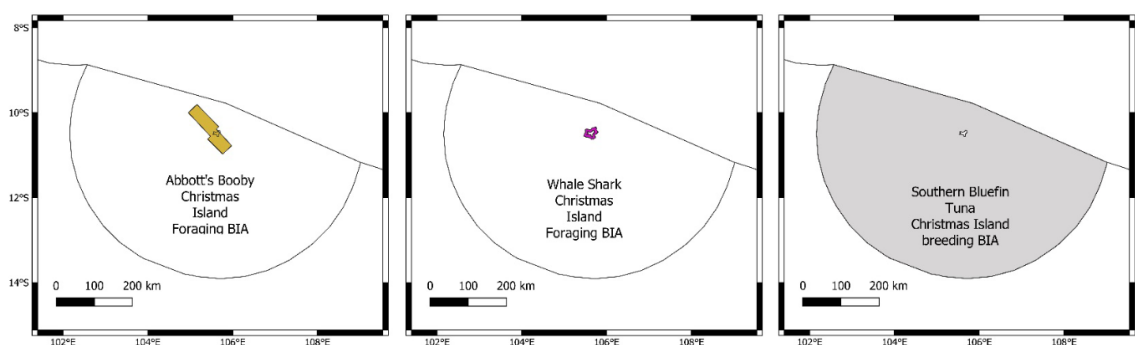 8°S
10°S
12°S
14°S
Abbott's Booby
Christmas
Island
Foraging BIA
0 100 200 km
102°E 104°E 106°E 108°E
Whale Shark
Christmas
Island
Foraging BIA
0 100 200 km
102°E 104°E 106°E 108°E
Southern Bluefin
Tuna
Christmas Island
breeding BIA
0 100 200 km
102°E 104°E 106°E 108°E